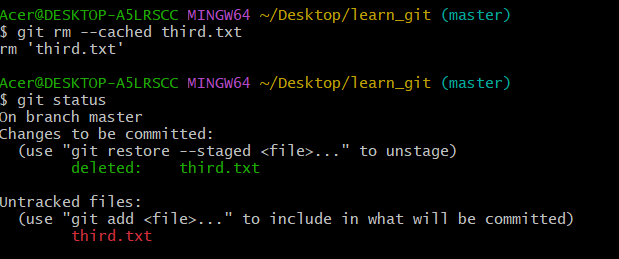 Acer@DESKTOP-A5LRSCC MINGW64 ~/Desktop/learn_git (master)
$ git rm --cached third.txt
rm 'third.txt'
Acer@DESKTOP-A5LRSCC MINGW64 ~/Desktop/learn_git (master)
$ git status
On branch master
Changes to be committed:
  (use "git restore --staged <file>..." to unstage)
        deleted:    third.txt
Untracked files:
  (use "git add <file>..." to include in what will be committed)
        third.txt